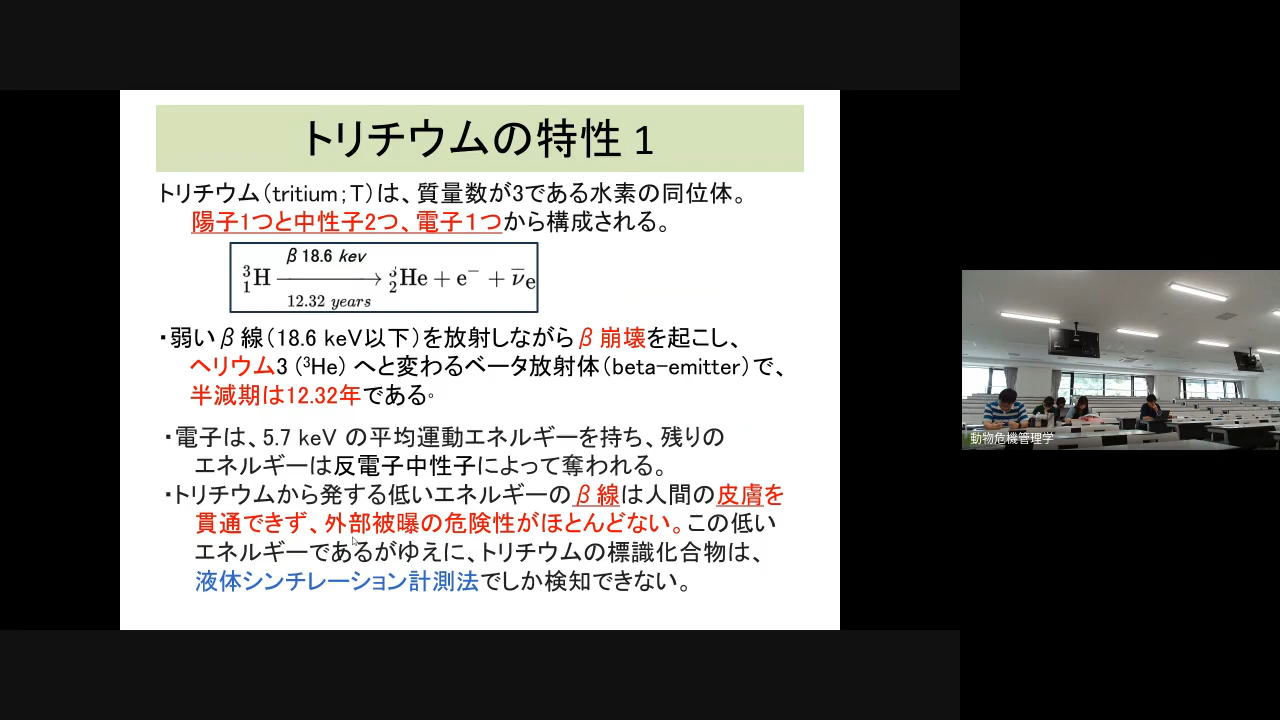 トリチウムの特性 1
トリチウム(tritium;T)は、質量数が3である水素の同位体。
陽子1つと中性子2つ、電子1つから構成される。
β 18.6 kev
³₁H → ³₂He + e⁻ + ν̅e
12.32 years
・弱いβ線(18.6 keV以下)を放射しながらβ崩壊を起こし、
ヘリウム3 (³He) へと変わるベータ放射体(beta-emitter)で、
半減期は12.32年である。
・電子は、5.7 keV の平均運動エネルギーを持ち、残りの
エネルギーは反電子中性子によって奪われる。
・トリチウムから発する低いエネルギーのβ線は人間の皮膚を
貫通できず、外部被曝の危険性がほとんどない。この低い
エネルギーであるがゆえに、トリチウムの標識化合物は、
液体シンチレーション計測法でしか検知できない。
動物危機管理学